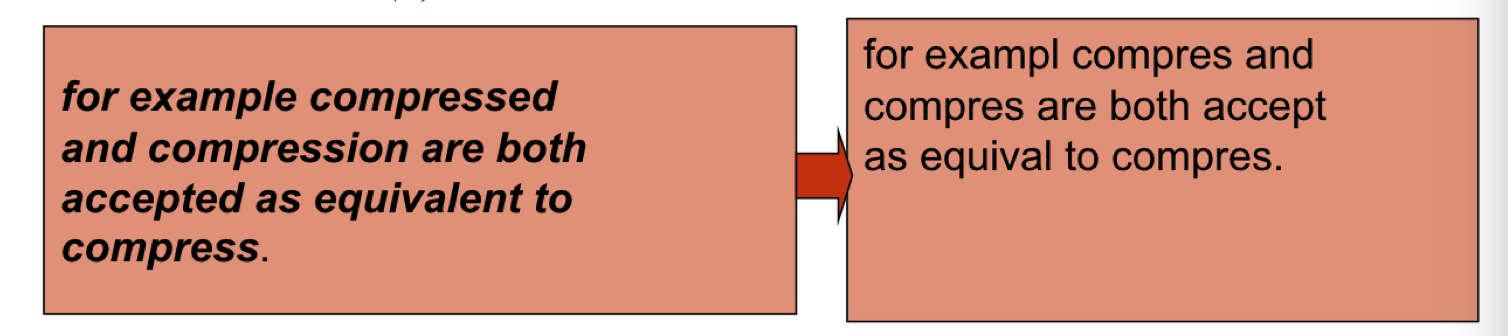 for example compressed
and compression are both
accepted as equivalent to
compress.
for exampl compres and
compres are both accept
as equival to compres.